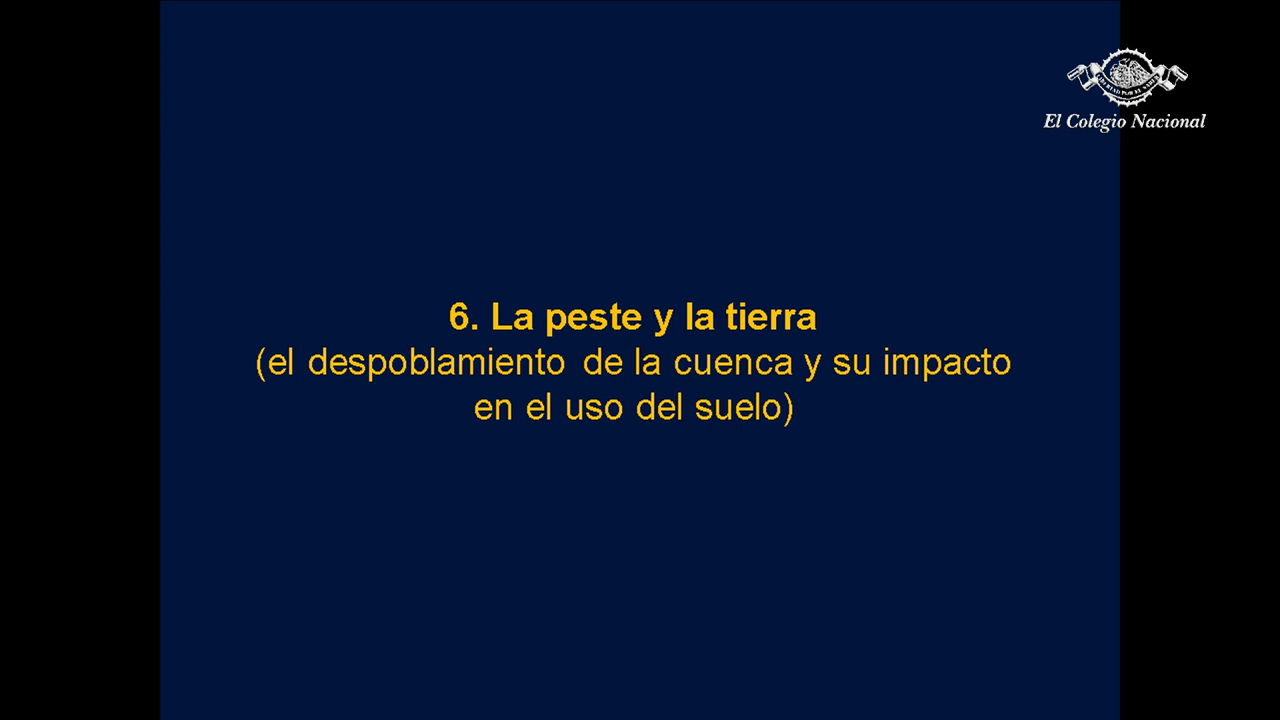 El Colegio Nacional
6. La peste y la tierra
(el despoblamiento de la cuenca y su impacto
en el uso del suelo)